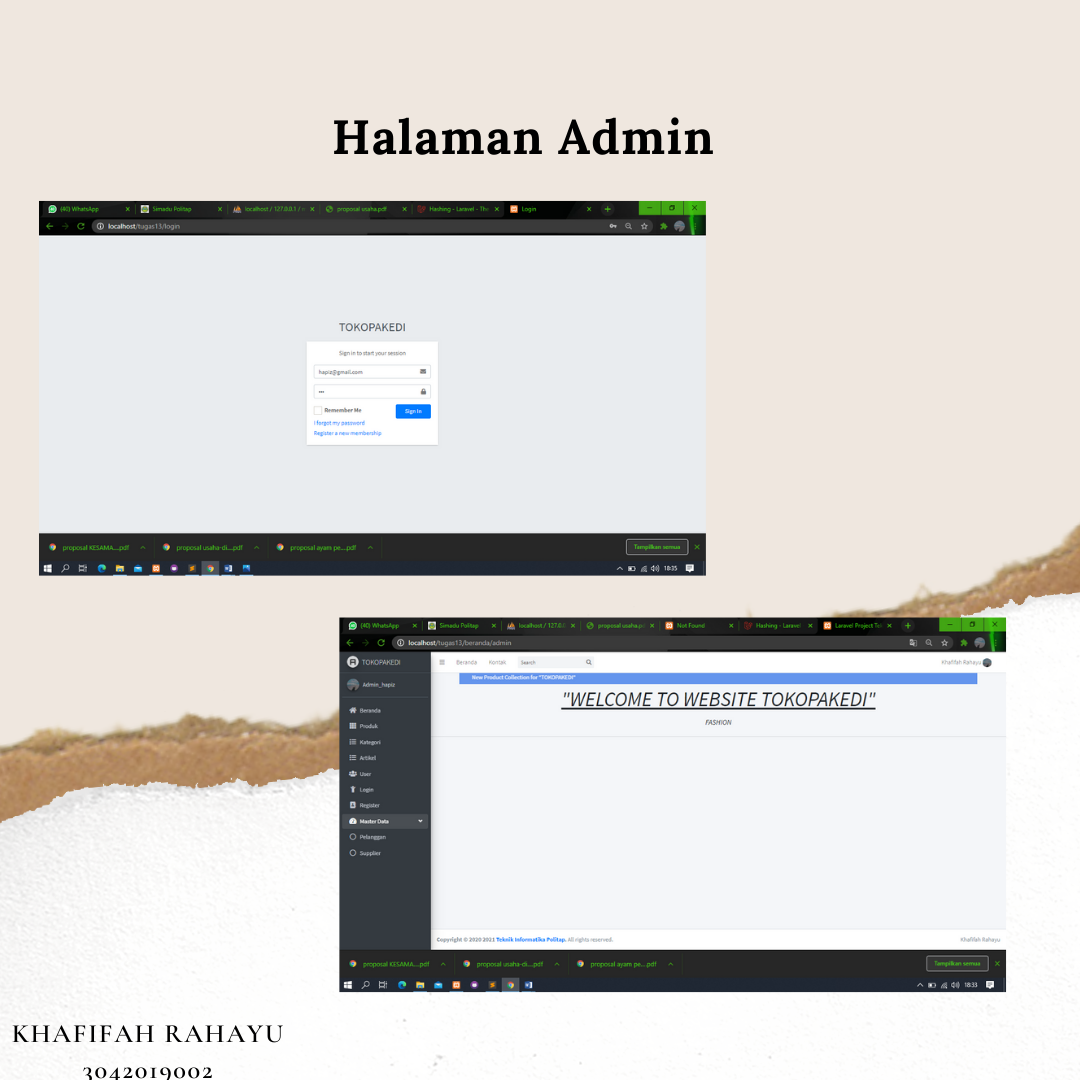 Halaman Admin
(40) WhatsApp
Simadu Politap
localhost / 127.0.0.1 /
proposal usaha.pdf
Hashing - Laravel - The
Login
localhost/tugas13/login
TOKOPAKEDI
Sign in to start your session
hapiz@gmail.com
•••
Remember Me
Sign In
I forgot my password
Register a new membership
proposal KESAMA....pdf
proposal usaha-di....pdf
proposal ayam pe....pdf
Tampilkan semua
18:35
(40) WhatsApp
Simadu Politap
localhost / 127.0.
proposal usaha.p
Not Found
Hashing - Laravel
Laravel Project To
localhost/tugas13/beranda/admin
TOKOPAKEDI
Beranda
Kontak
Search
Khafifah Rahayu
Admin_hapiz
New Product Collection for "TOKOPAKEDI"
"WELCOME TO WEBSITE TOKOPAKEDI"
FASHION
Beranda
Produk
Kategori
Artikel
User
Login
Register
Master Data
Pelanggan
Supplier
Copyright © 2020-2021 Teknik Informatika Politap. All rights reserved.
Khafifah Rahayu
proposal KESAMA....pdf
proposal usaha-di....pdf
proposal ayam pe....pdf
Tampilkan semua
18:33
KHAFIFAH RAHAYU
3042019002